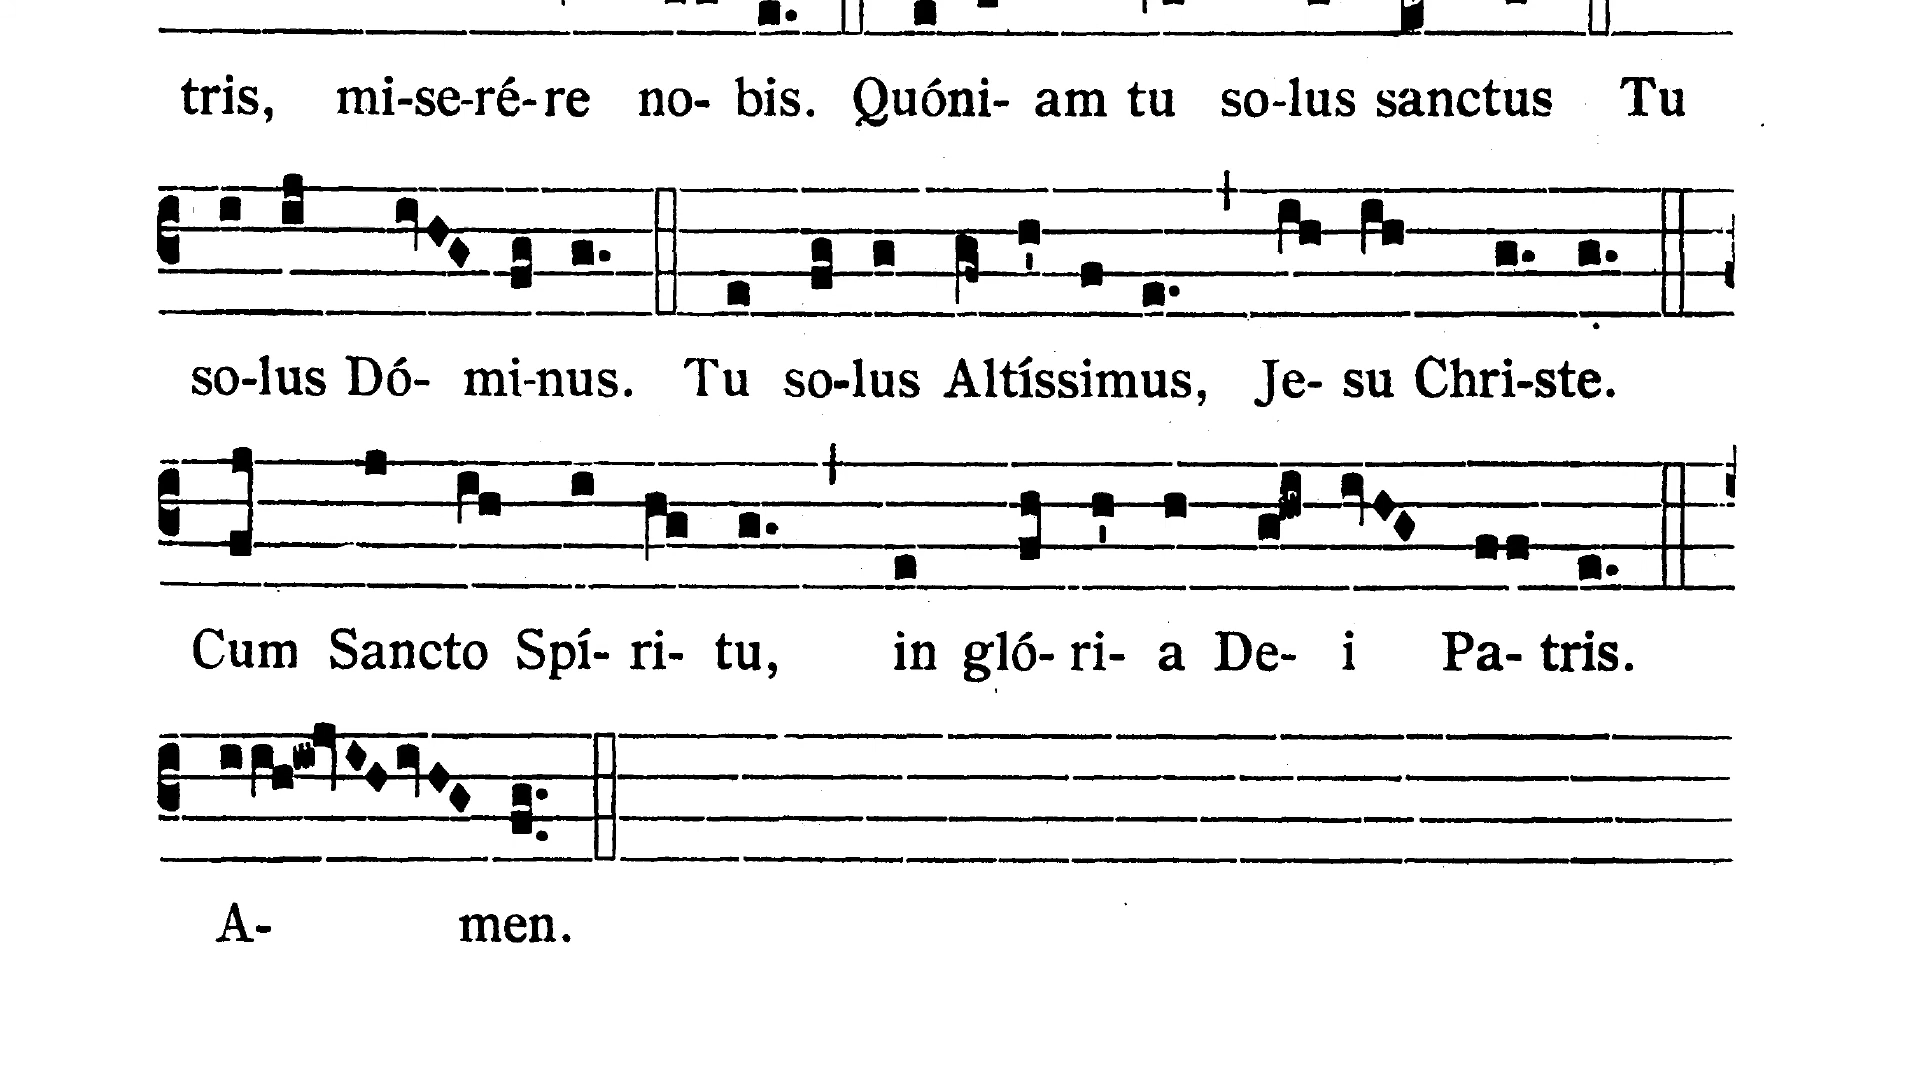 tris, mi-se-ré-re no- bis. Quóni- am tu so-lus sanctus Tu
so-lus Dó- mi-nus. Tu so-lus Altíssimus, Je- su Chri-ste.
Cum Sancto Spí- ri- tu, in gló- ri- a De- i Pa- tris.
A- men.